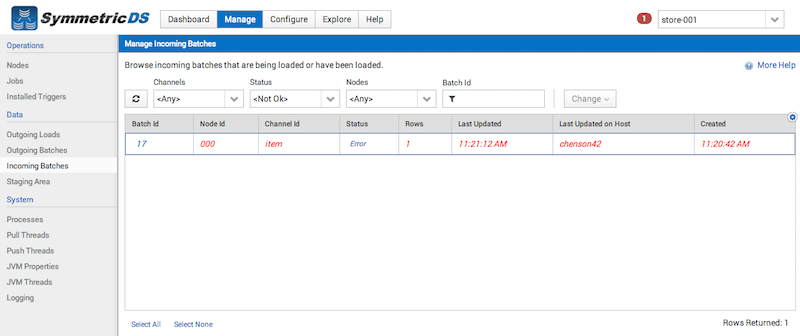 SymmetricDS
Dashboard Manage Configure Explore Help
1 store-001
Operations
Nodes
Jobs
Installed Triggers
Data
Outgoing Loads
Outgoing Batches
Incoming Batches
Staging Area
System
Processes
Pull Threads
Push Threads
JVM Properties
JVM Threads
Logging
Manage Incoming Batches
Browse incoming batches that are being loaded or have been loaded. More Help
Channels Status Nodes Batch Id
<Any> <Not Ok> <Any> Change
Batch Id Node Id Channel Id Status Rows Last Updated Last Updated on Host Created
17 000 item Error 1 11:21:12 AM chenson42 11:20:42 AM
Select All Select None Rows Returned: 1